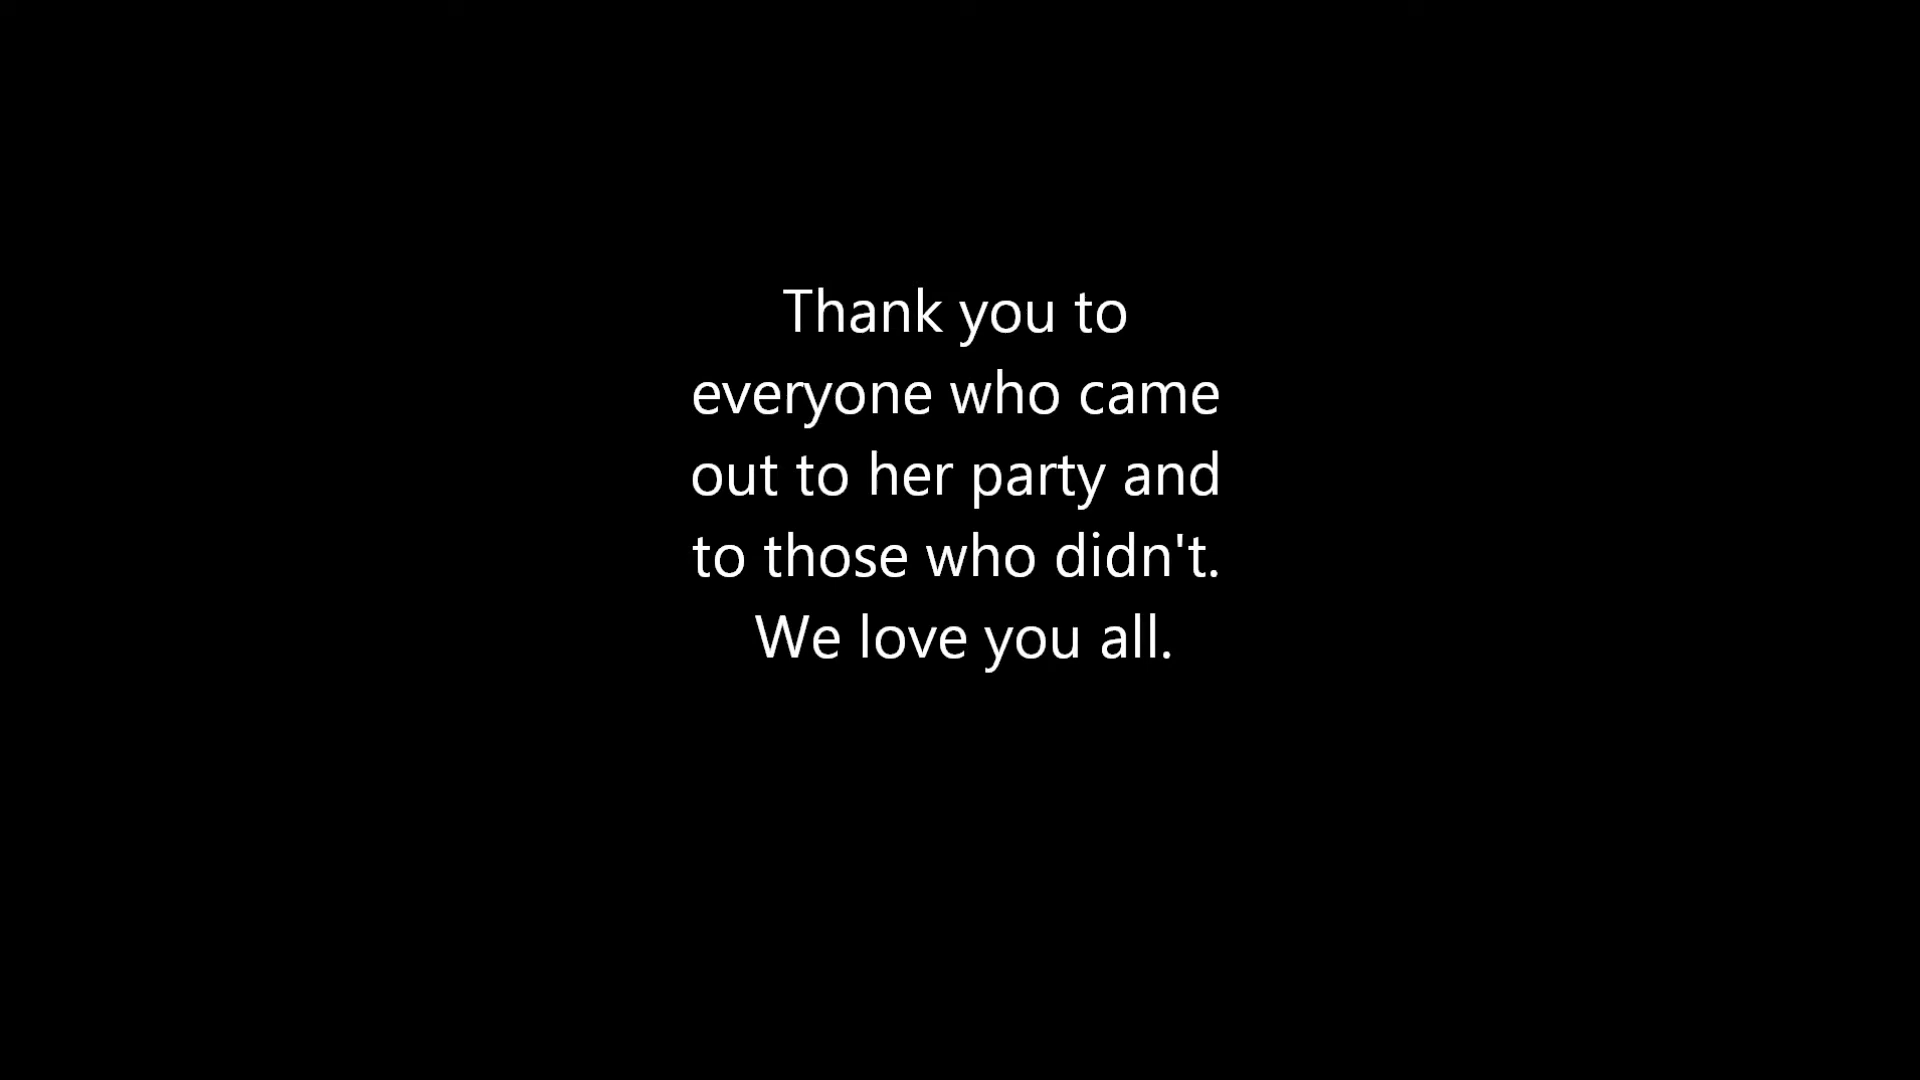 Thank you to
everyone who came
out to her party and
to those who didn't.
We love you all.